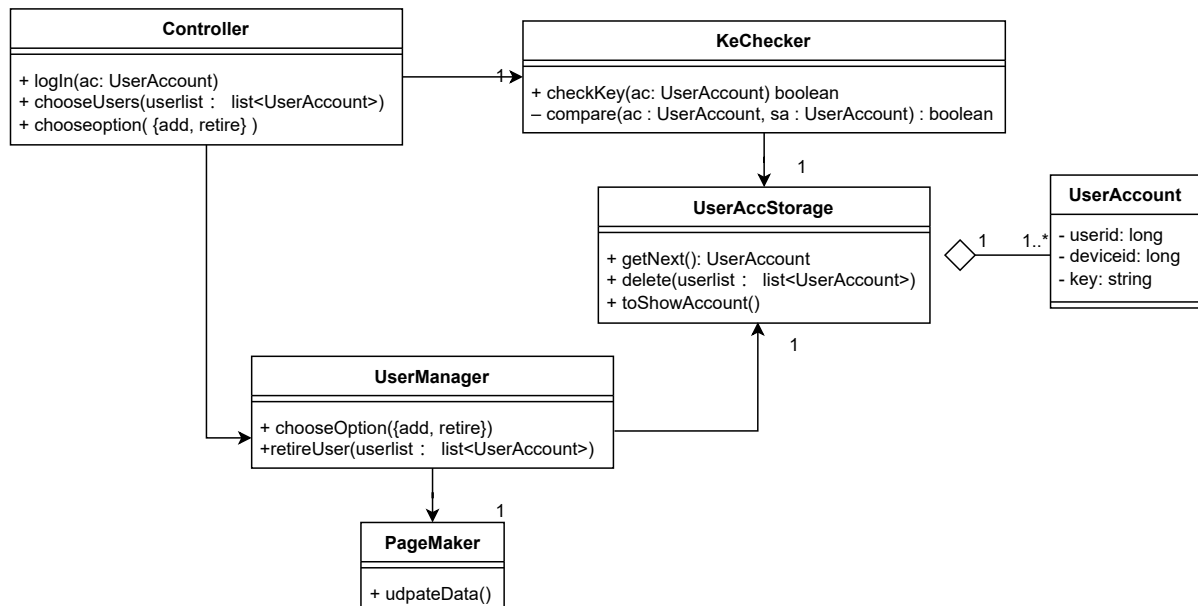 Controller
+ logIn(ac: UserAccount)
+ chooseUsers(userlist : list<UserAccount>)
+ chooseoption( {add, retire} )
1
KeChecker
+ checkKey(ac: UserAccount) boolean
– compare(ac : UserAccount, sa : UserAccount) : boolean
1
UserAccStorage
+ getNext(): UserAccount
+ delete(userlist : list<UserAccount>)
+ toShowAccount()
1
1..*
UserAccount
- userid: long
- deviceid: long
- key: string
1
UserManager
+ chooseOption({add, retire})
+retireUser(userlist : list<UserAccount>)
1
PageMaker
+ udpateData()